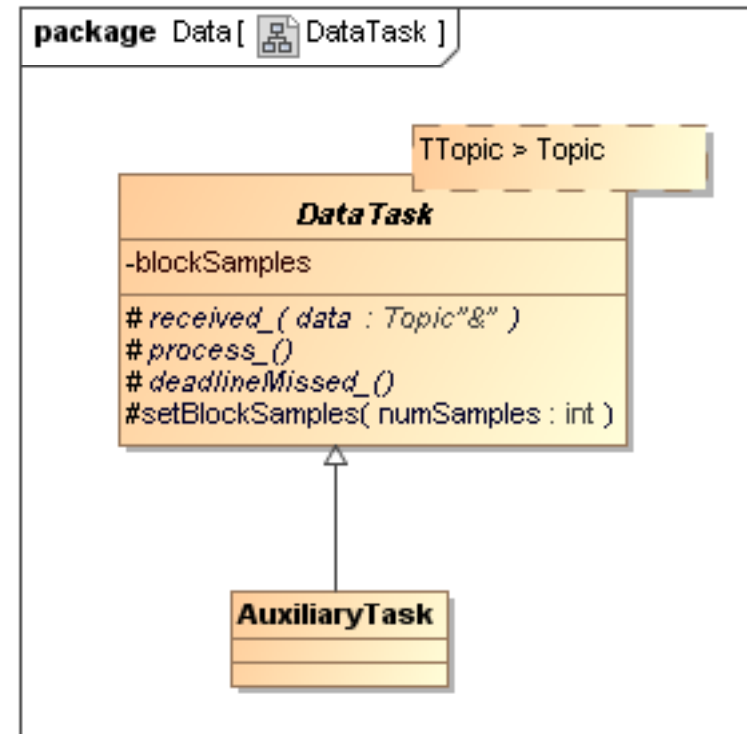 package Data[ DataTask ]
TTopic > Topic
DataTask
-blockSamples
#received_( data : Topic"&" )
#process_()
#deadlineMissed_()
#setBlockSamples( numSamples : int )
AuxiliaryTask